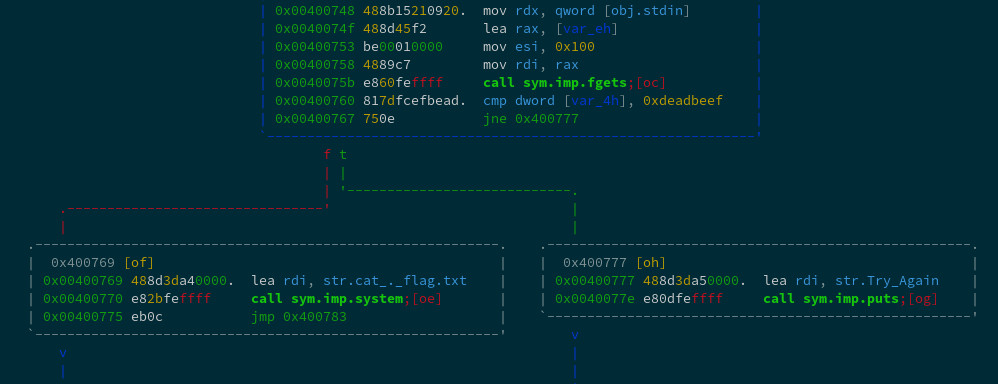 0x00400748 488b15210920. mov rdx, qword [obj.stdin]
0x0040074f 488d45f2 lea rax, [var_eh]
0x00400753 be00010000 mov esi, 0x100
0x00400758 4889c7 mov rdi, rax
0x0040075b e860feffff call sym.imp.fgets;[oc]
0x00400760 817dfcefbead. cmp dword [var_4h], 0xdeadbeef
0x00400767 750e jne 0x400777
f t
0x400769 [of]
0x00400769 488d3da40000. lea rdi, str.cat_._flag.txt
0x00400770 e82bfeffff call sym.imp.system;[oe]
0x00400775 eb0c jmp 0x400783
v
0x400777 [oh]
0x00400777 488d3da50000. lea rdi, str.Try_Again
0x0040077e e80dfeffff call sym.imp.puts;[og]
v